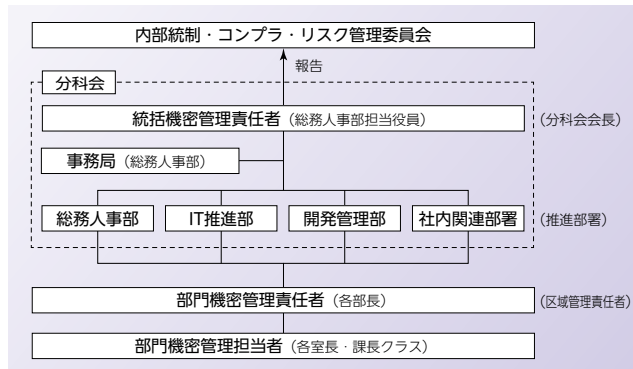 内部統制・コンプラ・リスク管理委員会
報告
分科会
統括機密管理責任者（総務人事部担当役員）
（分科会会長）
事務局（総務人事部）
総務人事部
IT推進部
開発管理部
社内関連部署
（推進部署）
部門機密管理責任者（各部長）
（区域管理責任者）
部門機密管理担当者（各室長・課長クラス）